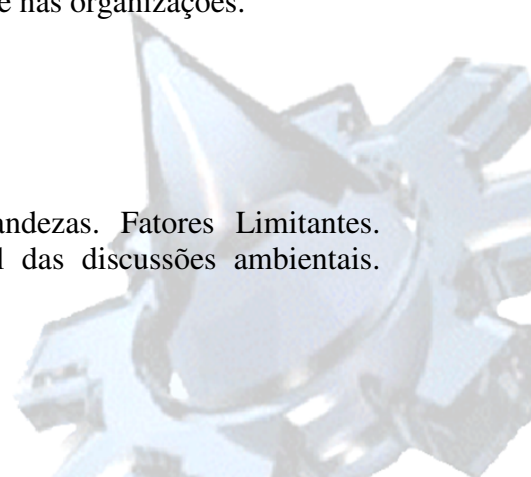 e nas organizações.
andezas. Fatores Limitantes.
das discussões ambientais.